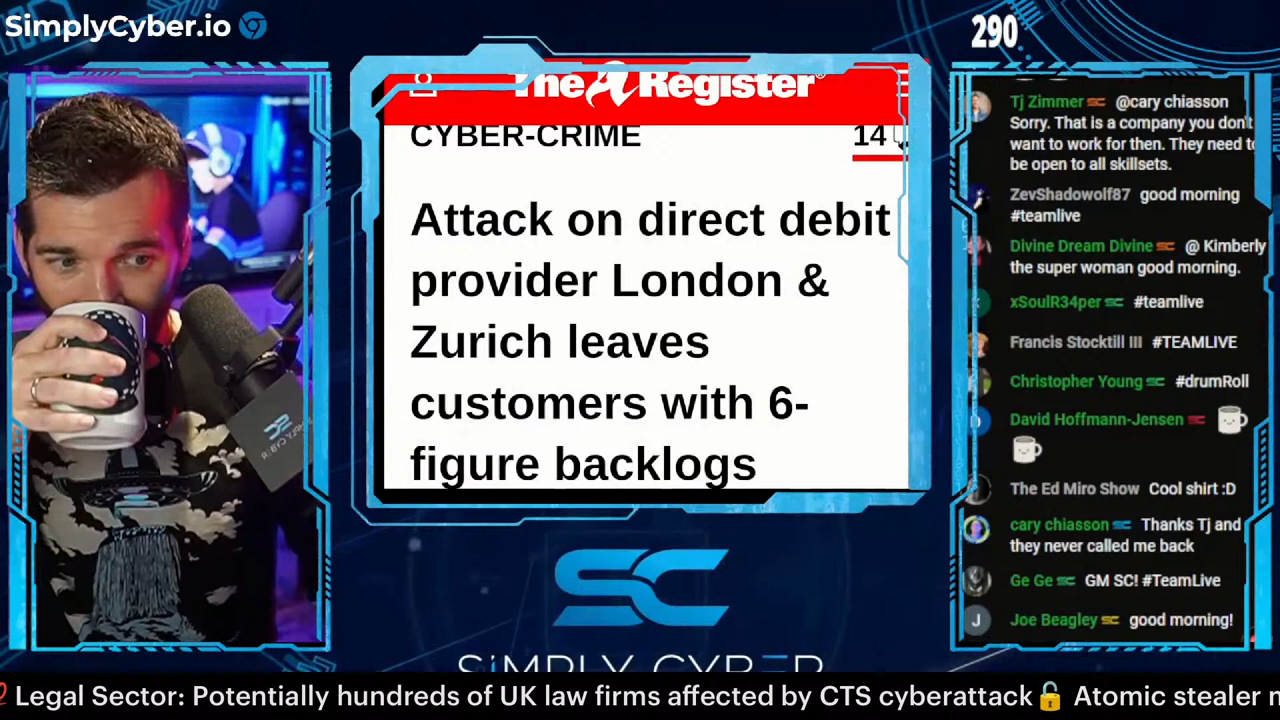 SimplyCyber.io
290
The Register
CYBER-CRIME
14
Attack on direct debit
provider London &
Zurich leaves
customers with 6-
figure backlogs
SC
SIMPLY CYBER
Tj Zimmer @cary chiasson
Sorry. That is a company you don't
want to work for then. They need to
be open to all skillsets.
ZevShadowolf87 good morning
#teamlive
Divine Dream Divine @ Kimberly
the super woman good morning.
xSoulR34per #teamlive
Francis Stocktill III #TEAMLIVE
Christopher Young #drumRoll
David Hoffmann-Jensen
The Ed Miro Show Cool shirt :D
cary chiasson Thanks Tj and
they never called me back
Ge Ge GM SC! #TeamLive
J
Joe Beagley good morning!
Legal Sector: Potentially hundreds of UK law firms affected by CTS cyberattack Atomic stealer